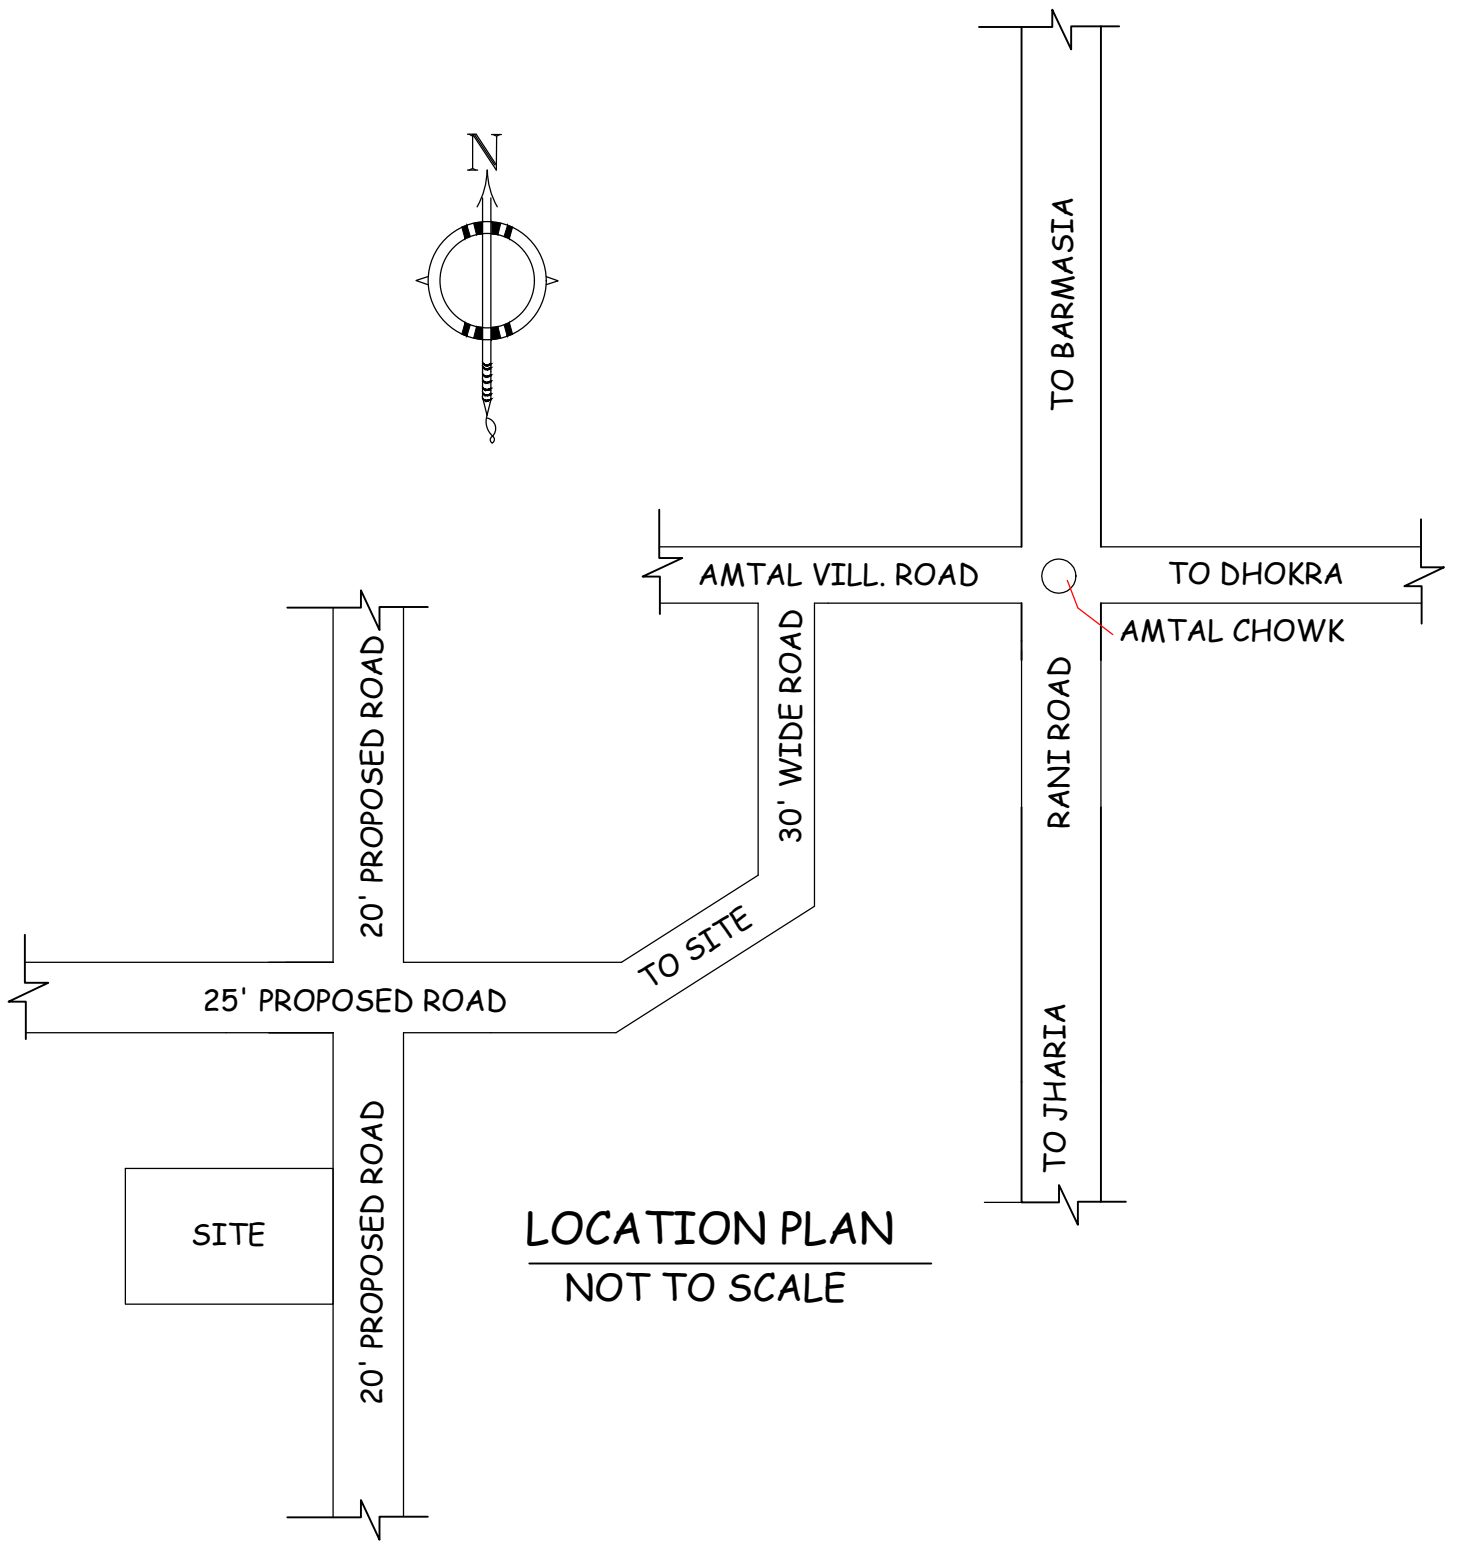 N
TO BARMASIA
AMTAL VILL. ROAD
TO DHOKRA
AMTAL CHOWK
20' PROPOSED ROAD
30' WIDE ROAD
RANI ROAD
TO SITE
25' PROPOSED ROAD
TO JHARIA
20' PROPOSED ROAD
SITE
LOCATION PLAN
NOT TO SCALE